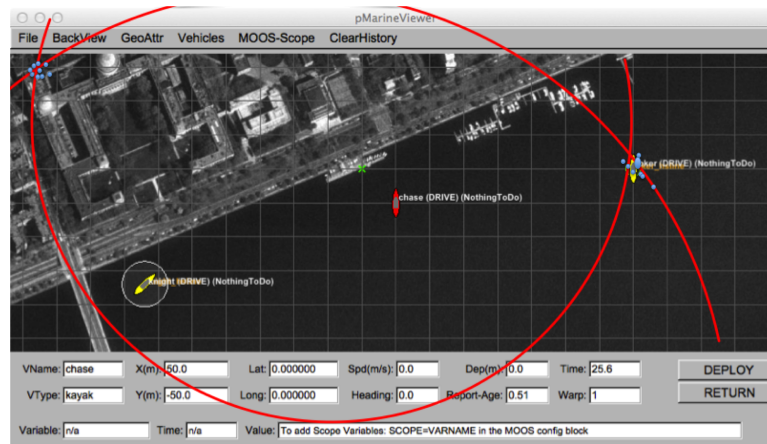 pMarineViewer
File BackView GeoAttr Vehicles MOOS-Scope ClearHistory
(DRIVE) (NothingToDo)
chase (DRIVE) (NothingToDo)
knight (DRIVE) (NothingToDo)
VName: chase X(m): 50.0 Lat: 0.000000 Spd(m/s): 0.0 Dep(m): 0.0 Time: 25.6 DEPLOY
VType: kayak Y(m): -50.0 Long: 0.000000 Heading: 0.0 Report-Age: 0.51 Warp: 1 RETURN
Variable: n/a Time: n/a Value: To add Scope Variables: SCOPE=VARNAME in the MOOS config block